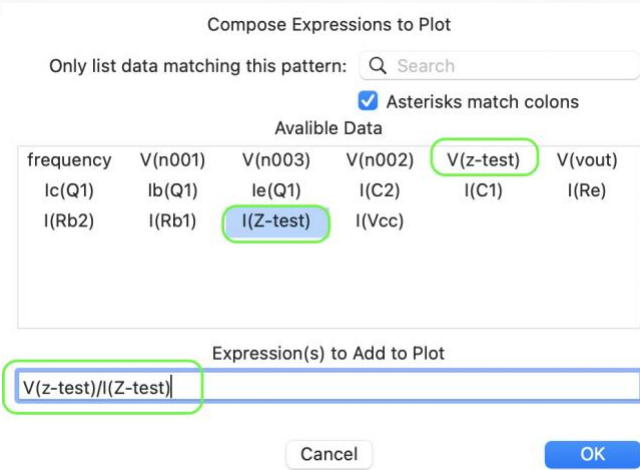 Compose Expressions to Plot
Only list data matching this pattern: Search
Asterisks match colons
Avalible Data
frequency V(n001) V(n003) V(n002) V(z-test) V(vout)
Ic(Q1) Ib(Q1) Ie(Q1) I(C2) I(C1) I(Re)
I(Rb2) I(Rb1) I(Z-test) I(Vcc)
Expression(s) to Add to Plot
V(z-test)/I(Z-test)
Cancel OK